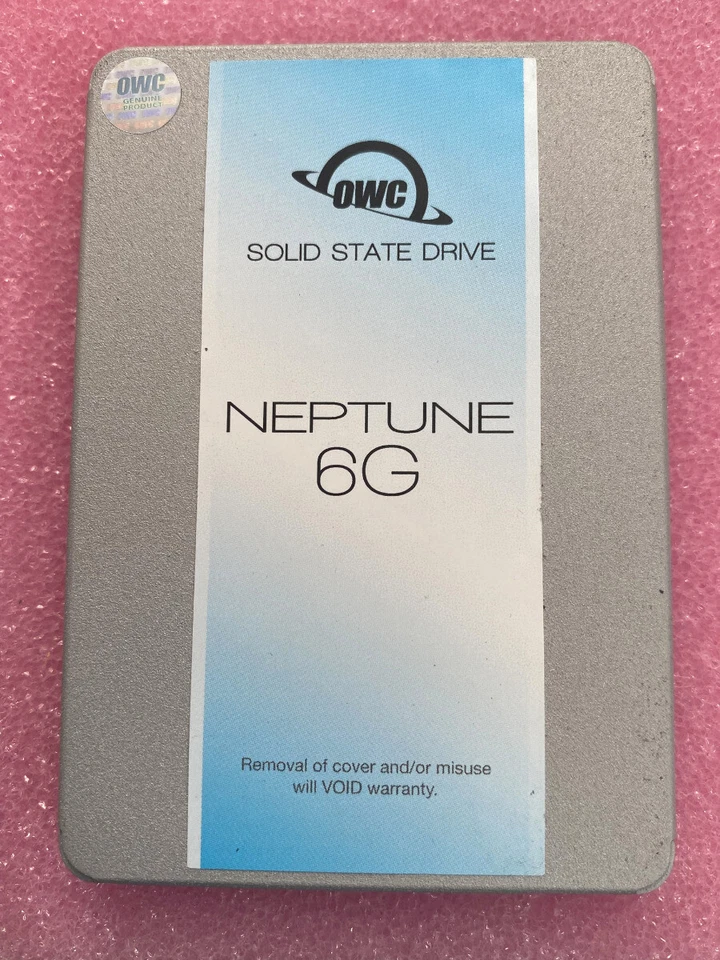 OWC
GENUINE
PRODUCT
OWC
SOLID STATE DRIVE
NEPTUNE
6G
Removal of cover and/or misuse
will VOID warranty.